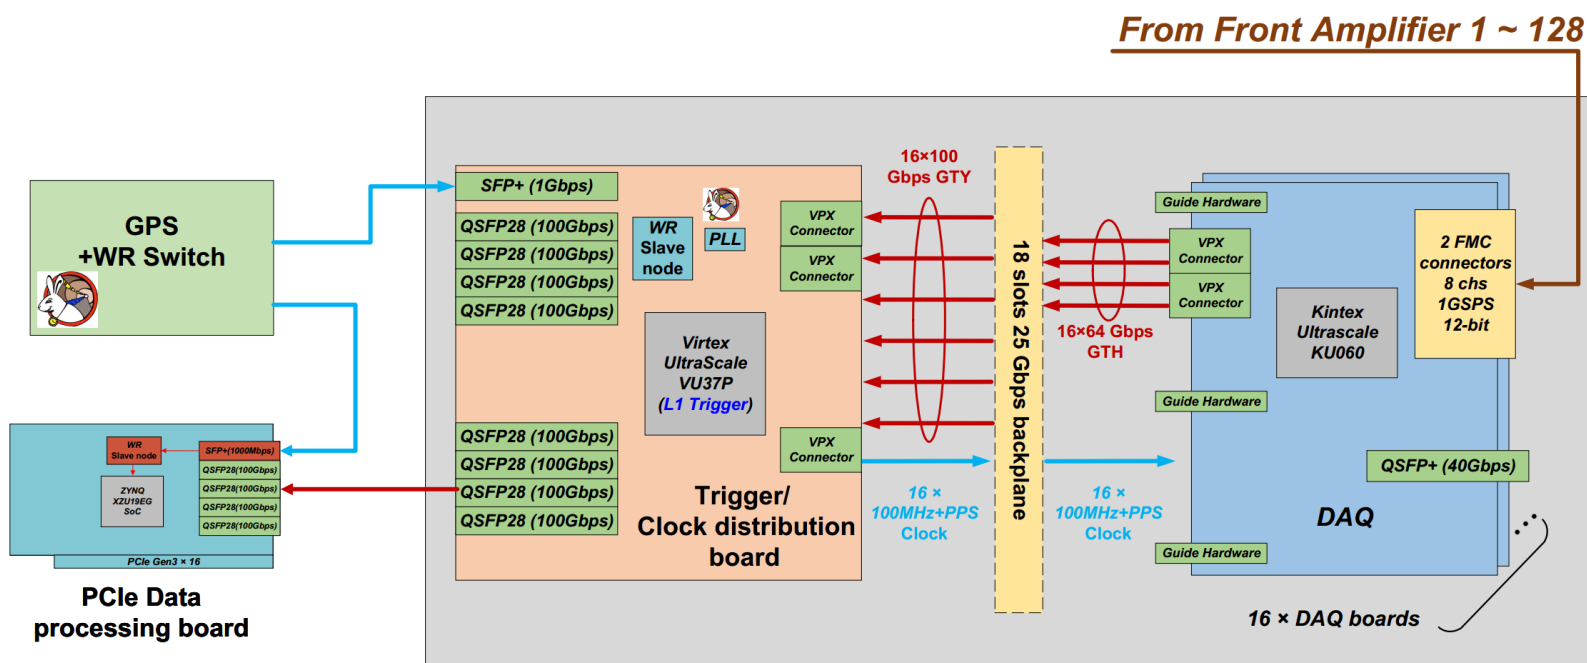 From Front Amplifier 1 ~ 128
GPS
+WR Switch
SFP+ (1Gbps)
QSFP28 (100Gbps)
QSFP28 (100Gbps)
QSFP28 (100Gbps)
QSFP28 (100Gbps)
WR
Slave
node
PLL
VPX
Connector
VPX
Connector
Virtex
UltraScale
VU37P
(L1 Trigger)
QSFP28 (100Gbps)
QSFP28 (100Gbps)
QSFP28 (100Gbps)
QSFP28 (100Gbps)
VPX
Connector
Trigger/
Clock distribution
board
16×100
Gbps GTY
16 ×
100MHz+PPS
Clock
18 slots 25 Gbps backplane
16×64 Gbps
GTH
16 ×
100MHz+PPS
Clock
Guide Hardware
VPX
Connector
VPX
Connector
Guide Hardware
Guide Hardware
Kintex
Ultrascale
KU060
2 FMC
connectors
8 chs
1GSPS
12-bit
QSFP+ (40Gbps)
DAQ
16 × DAQ boards
WR
Slave node
ZYNQ
XZU19EG
SoC
SFP+(1000Mbps)
QSFP28(100Gbps)
QSFP28(100Gbps)
QSFP28(100Gbps)
QSFP28(100Gbps)
PCIe Gen3 × 16
PCIe Data
processing board